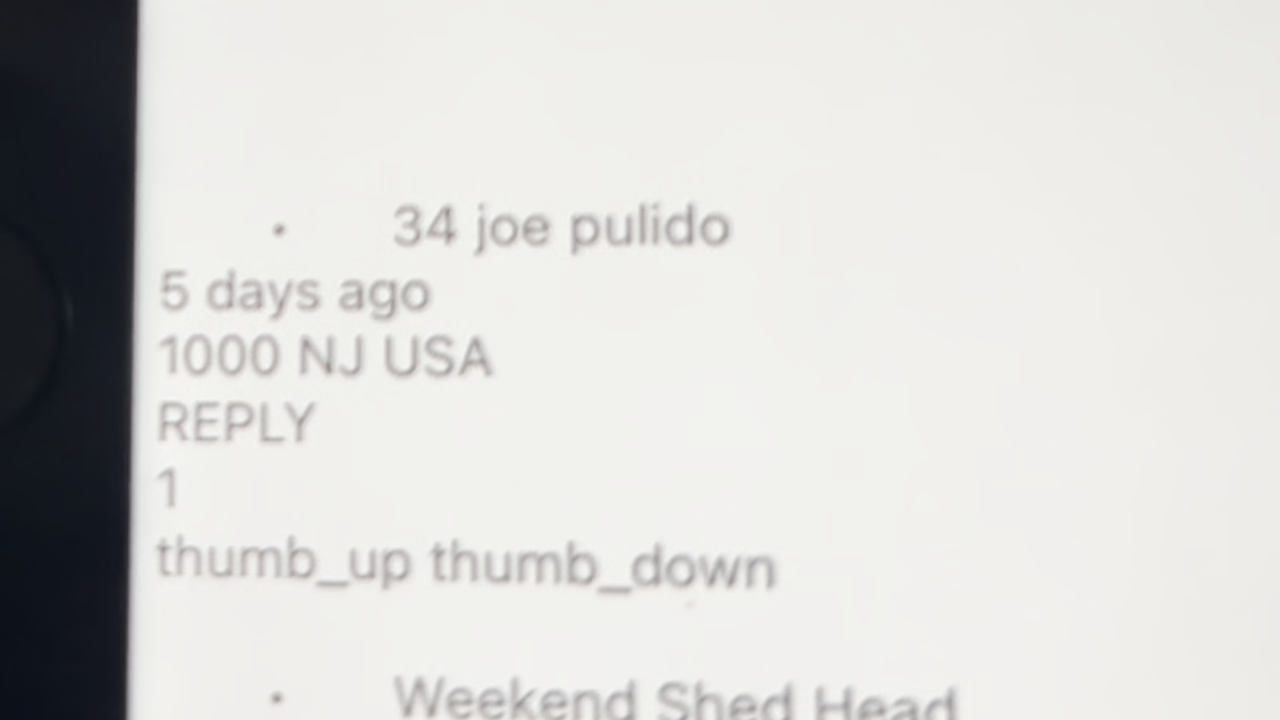 • 34 joe pulido
5 days ago
1000 NJ USA
REPLY
1
thumb_up thumb_down
• Weekend Shed Head